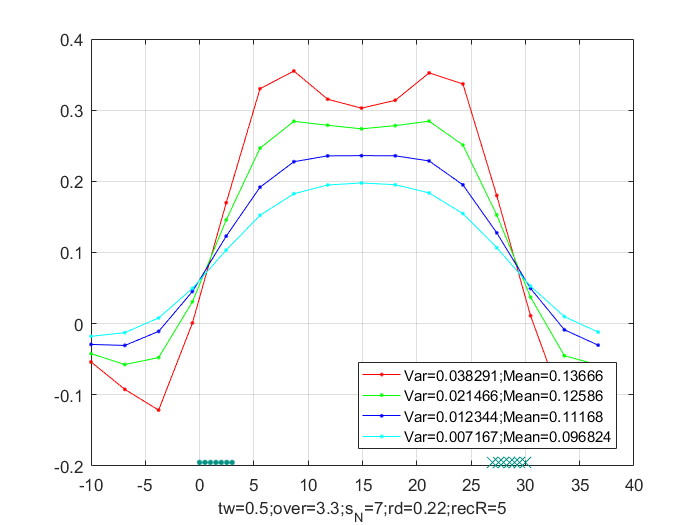 0.4
0.3
0.2
0.1
0
-0.1
-0.2
Var=0.038291;Mean=0.13666
Var=0.021466;Mean=0.12586
Var=0.012344;Mean=0.11168
Var=0.007167;Mean=0.096824
-10 -5 0 5 10 15 20 25 30 35 40
tw=0.5;over=3.3;s_N=7;rd=0.22;recR=5